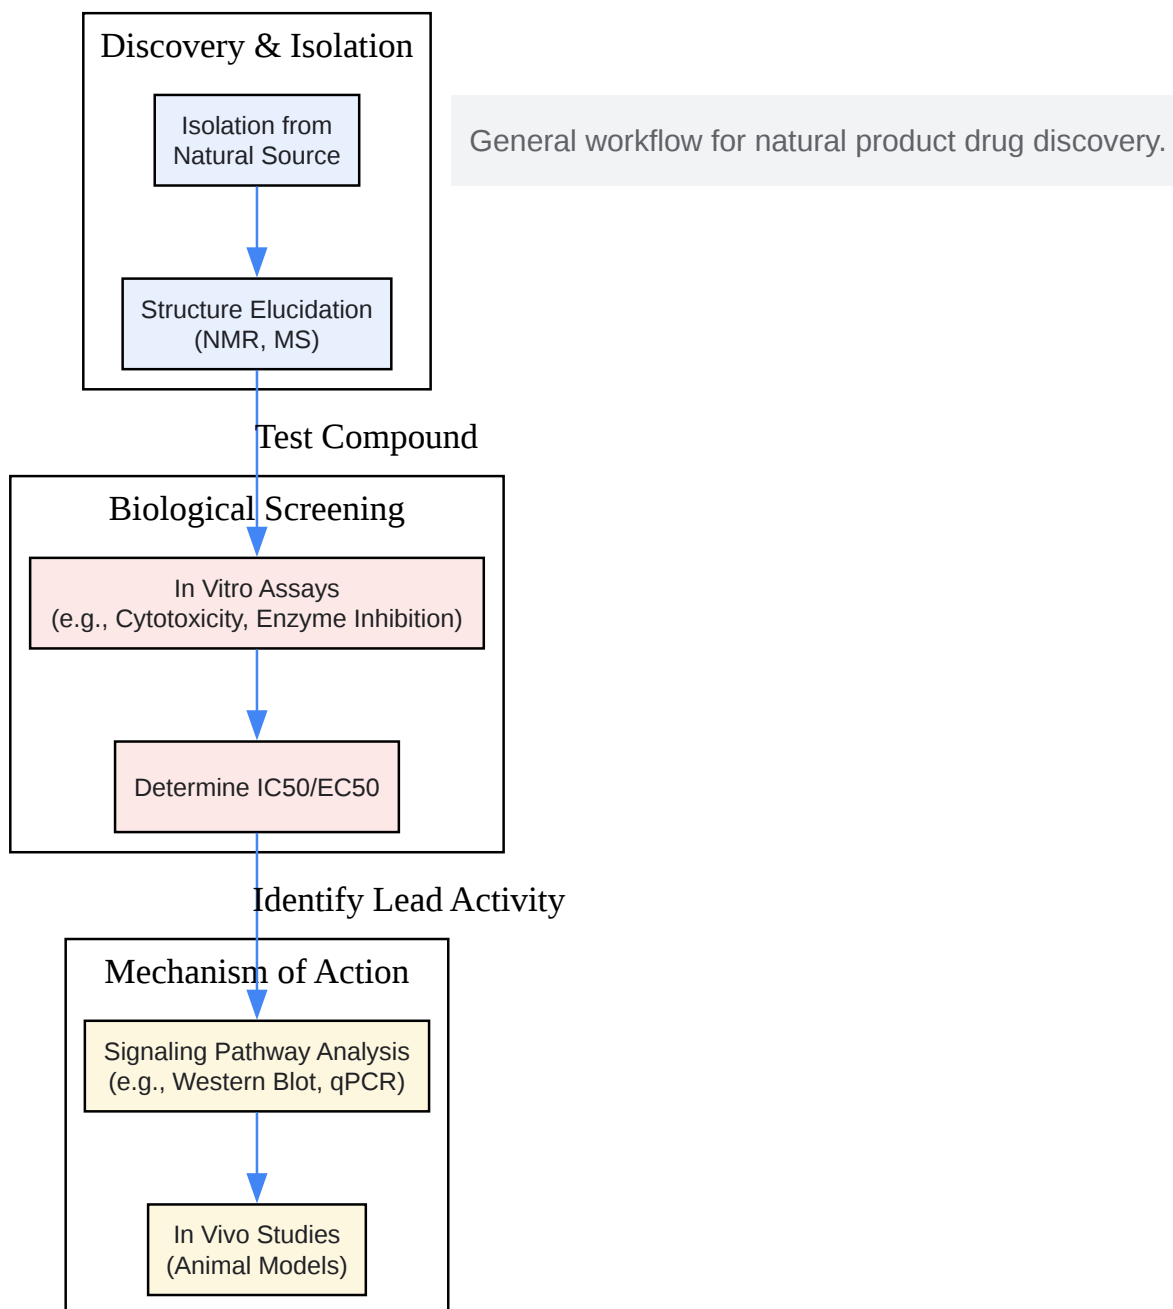 Discovery & Isolation
Isolation from
Natural Source
General workflow for natural product drug discovery.
Structure Elucidation
(NMR, MS)
Test Compound
Biological Screening
In Vitro Assays
(e.g., Cytotoxicity, Enzyme Inhibition)
Determine IC50/EC50
Identify Lead Activity
Mechanism of Action
Signaling Pathway Analysis
(e.g., Western Blot, qPCR)
In Vivo Studies
(Animal Models)